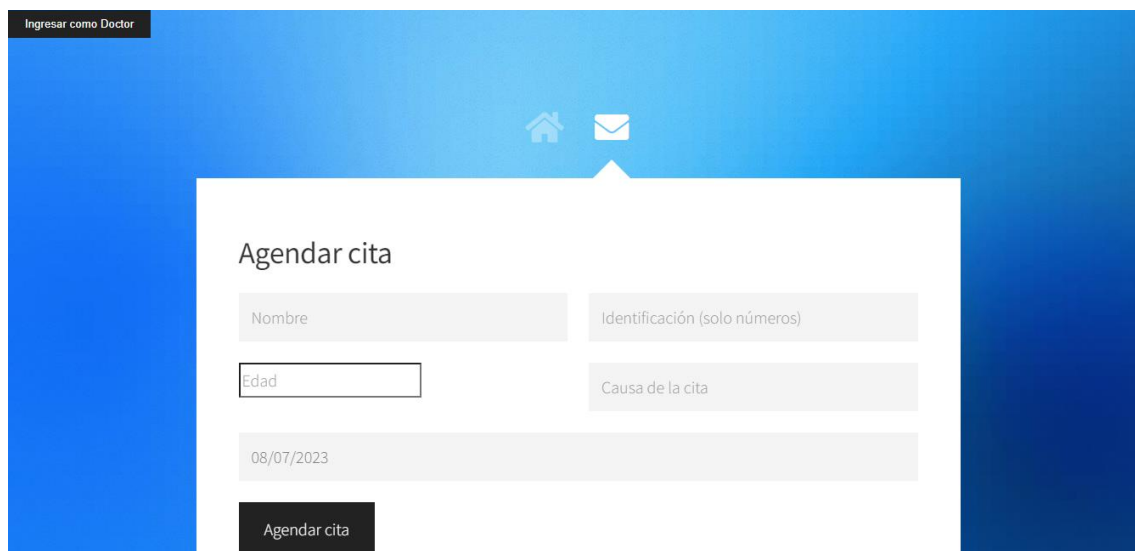 Ingresar como Doctor
Agendar cita
Nombre
Identificación (solo números)
Edad
Causa de la cita
08/07/2023
Agendar cita